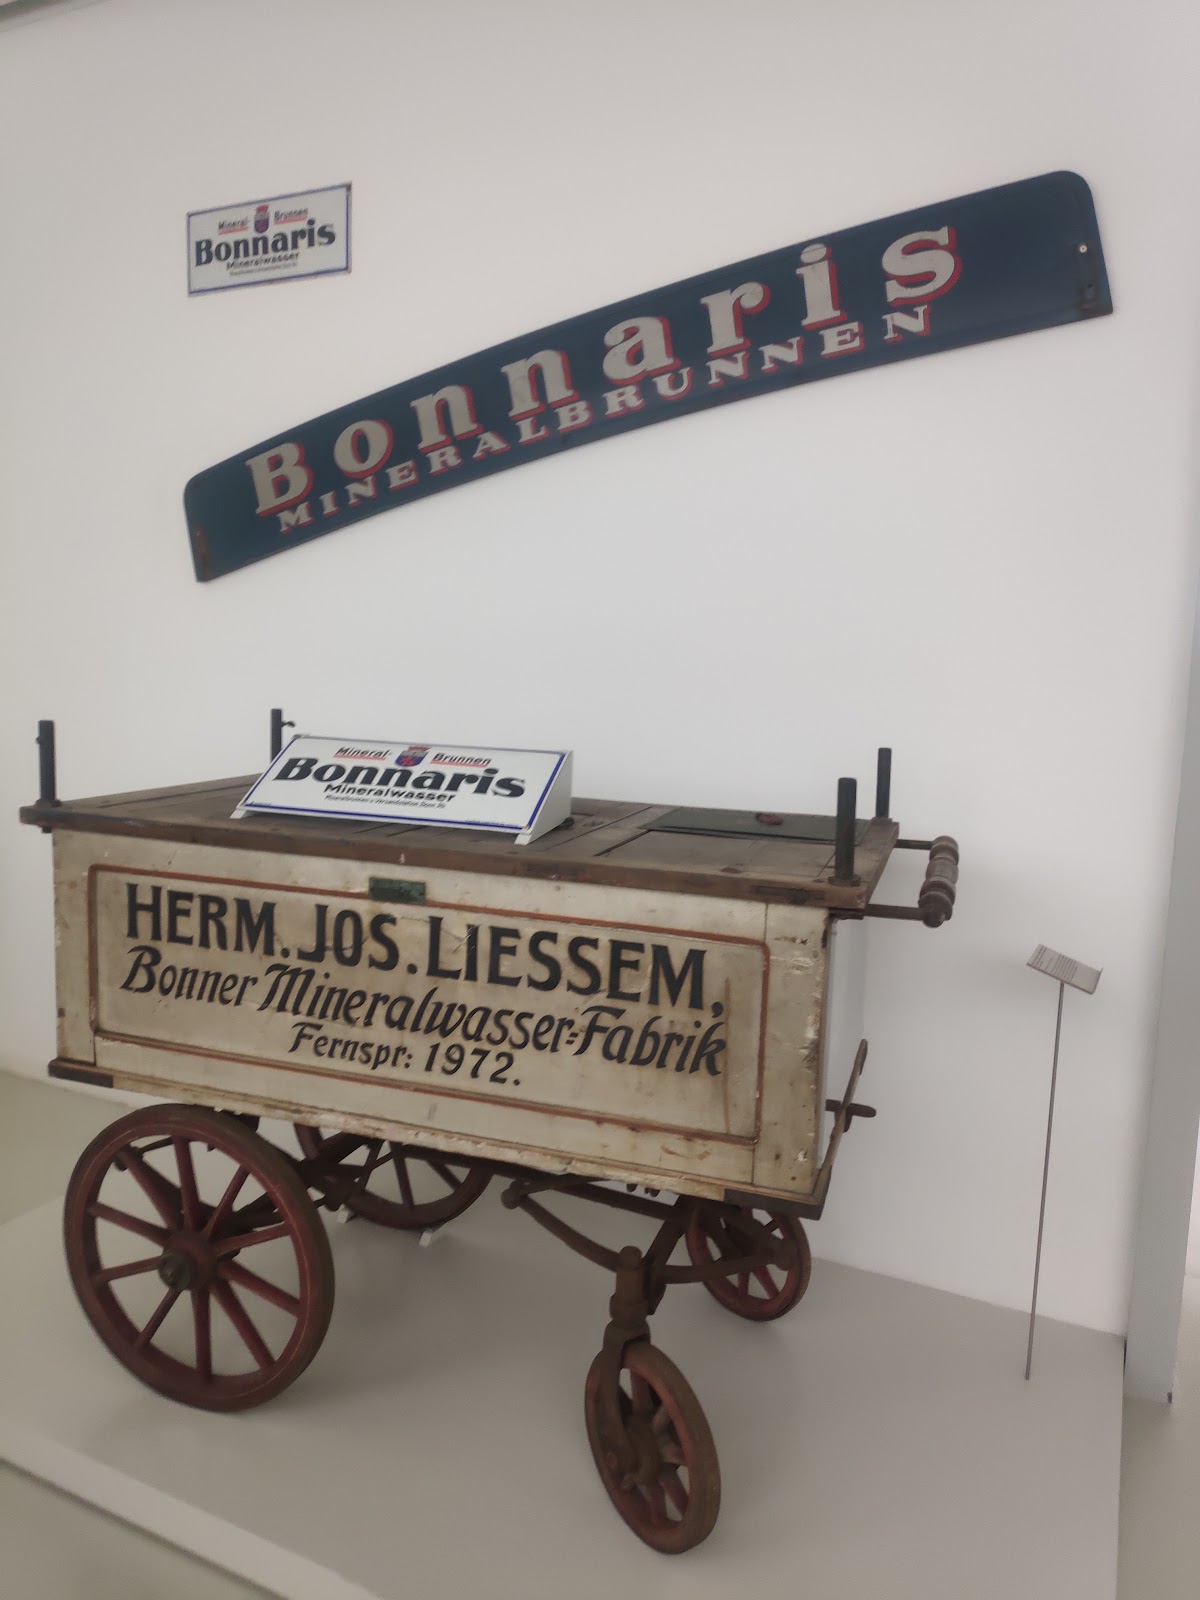 Mineral- Brunnen
Bonnaris
Mineralwasser
Bonnaris
MINERALBRUNNEN
Mineral- Brunnen
Bonnaris
Mineralwasser
HERM. JOS. LIESSEM,
Bonner Mineralwasser=Fabrik
Fernspr: 1972.